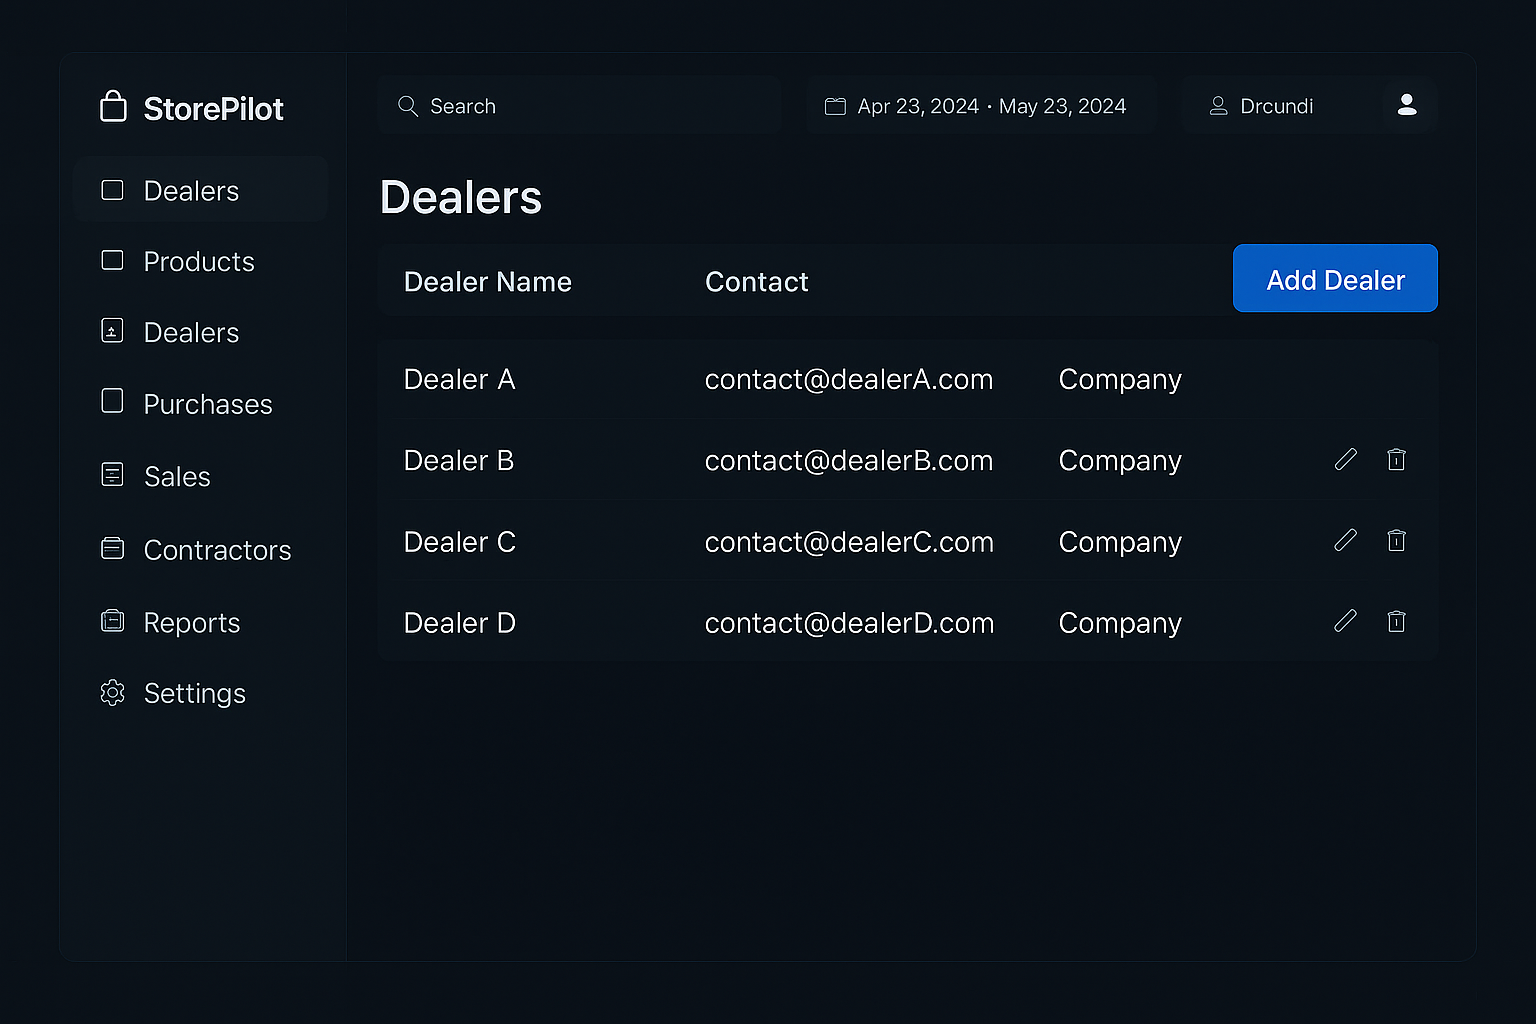 StorePilot
Dealers
Products
Dealers
Purchases
Sales
Contractors
Reports
Settings
Search
Apr 23, 2024 · May 23, 2024
Drcundi
Dealers
Dealer Name Contact Add Dealer
Dealer A contact@dealerA.com Company
Dealer B contact@dealerB.com Company
Dealer C contact@dealerC.com Company
Dealer D contact@dealerD.com Company